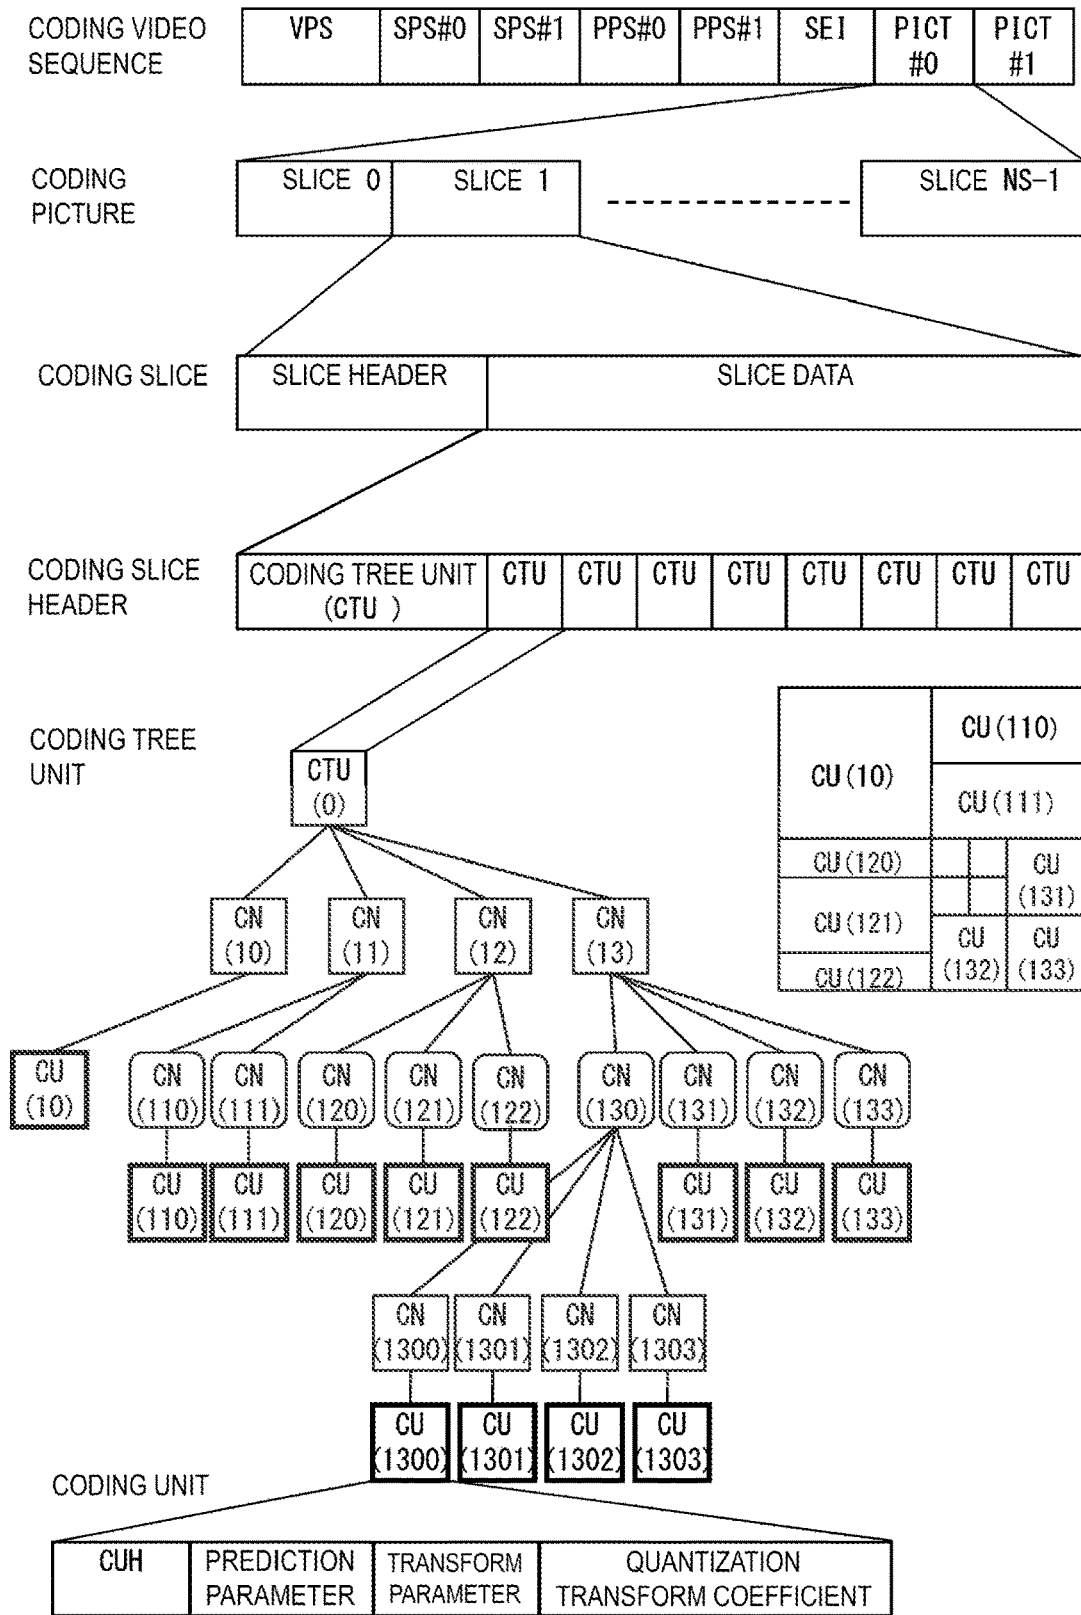 CODING VIDEO
SEQUENCE
VPS
SPS#0
SPS#1
PPS#0
PPS#1
SEI
PICT
#0
PICT
#1
CODING
PICTURE
SLICE 0
SLICE 1
SLICE NS-1
CODING SLICE
SLICE HEADER
SLICE DATA
CODING SLICE
HEADER
CODING TREE UNIT
(CTU )
CTU
CTU
CTU
CTU
CTU
CTU
CTU
CTU
CODING TREE
UNIT
CTU
(0)
CU(10)
CU(110)
CU(111)
CU(120)
CU(121)
CU(122)
CU
(131)
CU
(132)
CU
(133)
CN
(10)
CN
(11)
CN
(12)
CN
(13)
CU
(10)
CN
(110)
CN
(111)
CN
(120)
CN
(121)
CN
(122)
CN
(130)
CN
(131)
CN
(132)
CN
(133)
CU
(110)
CU
(111)
CU
(120)
CU
(121)
CU
(122)
CU
(131)
CU
(132)
CU
(133)
CN
(1300)
CN
(1301)
CN
(1302)
CN
(1303)
CU
(1300)
CU
(1301)
CU
(1302)
CU
(1303)
CODING UNIT
CUH
PREDICTION
PARAMETER
TRANSFORM
PARAMETER
QUANTIZATION
TRANSFORM COEFFICIENT